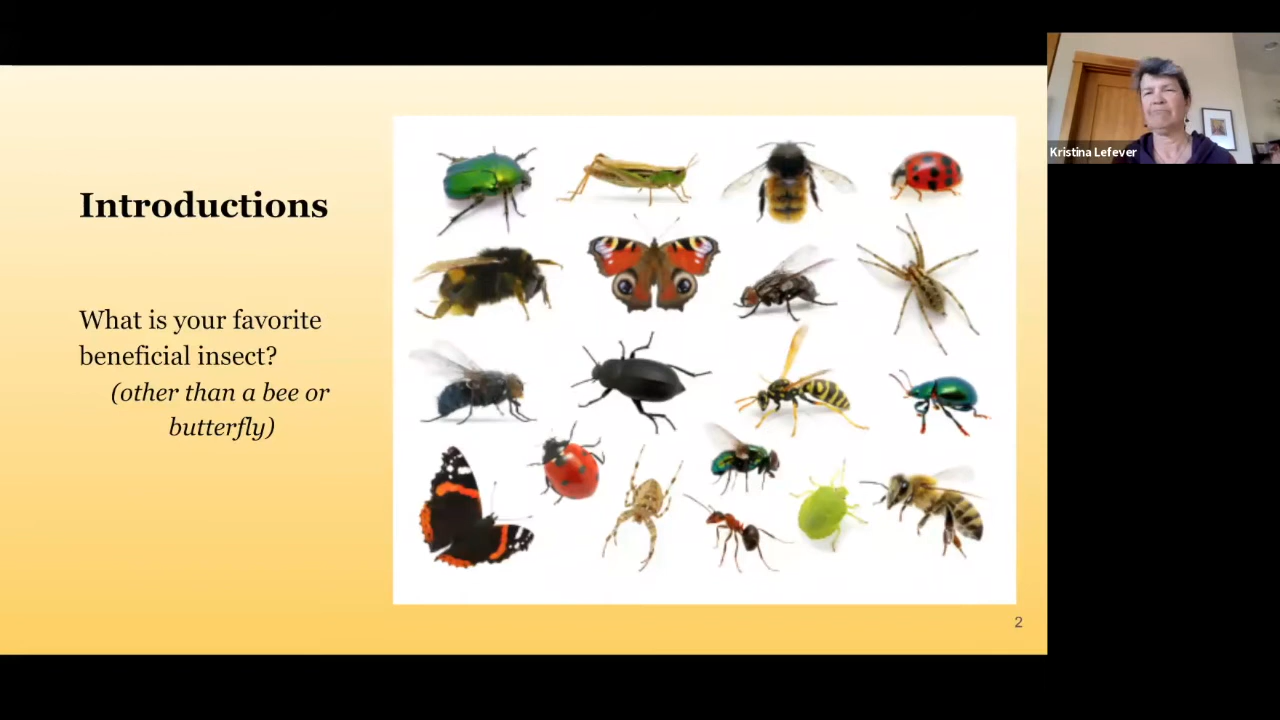 Introductions
What is your favorite
beneficial insect?
(other than a bee or
butterfly)
2
Kristina Lefever